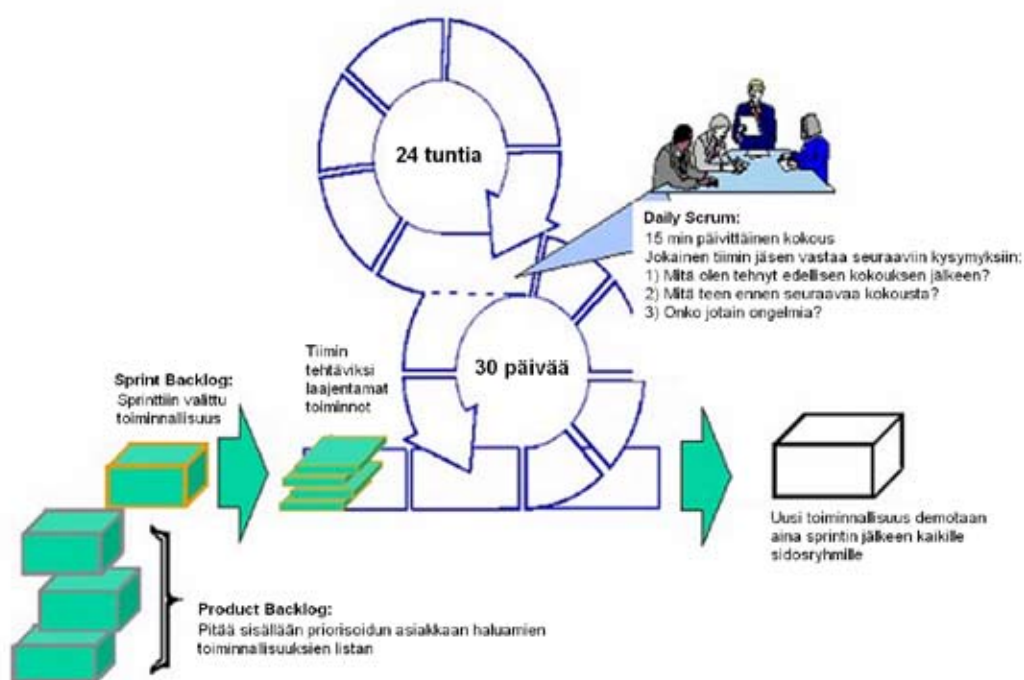 24 tuntia
Daily Scrum:
15 min päivittäinen kokous
Jokainen tiimin jäsen vastaa seuraaviin kysymyksiin:
1) Mitä olen tehnyt edellisen kokouksen jälkeen?
2) Mitä teen ennen seuraavaa kokousta?
3) Onko jotain ongelmia?
30 päivää
Tiimin
tehtäviksi
laajentamat
toiminnot
Sprint Backlog:
Sprinttiin valittu
toiminnallisuus
Uusi toiminnallisuus demotaan
aina sprintin jälkeen kaikille
sidosryhmille
Product Backlog:
Pitää sisällään priorisoidun asiakkaan haluamien
toiminnallisuuksien listan